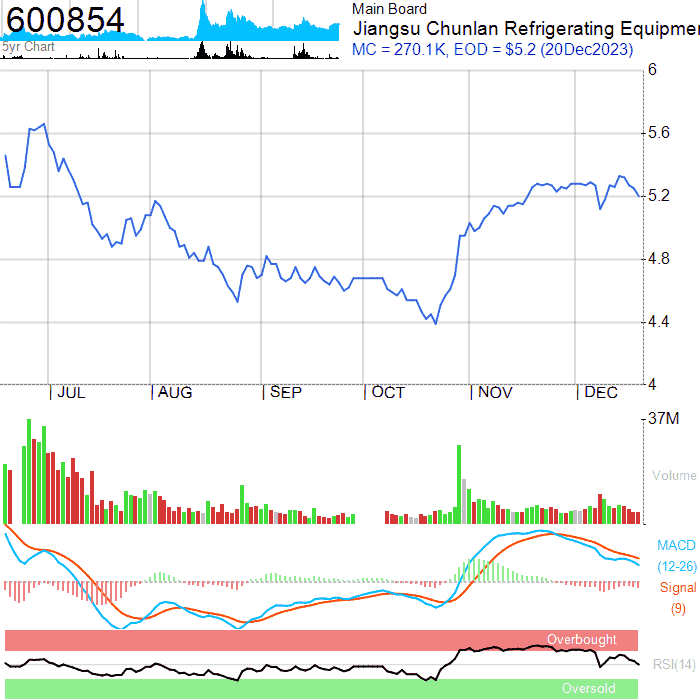 600854
5yr Chart
Main Board
Jiangsu Chunlan Refrigerating Equipmen
MC = 270.1K, EOD = $5.2 (20Dec2023)
6
5.6
5.2
4.8
4.4
4
JUL
AUG
SEP
OCT
NOV
DEC
37M
Volume
MACD
(12-26)
Signal
(9)
Overbought
RSI(14)
Oversold